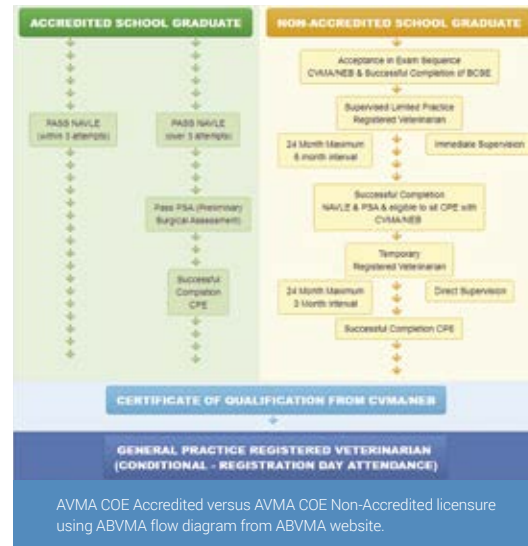 ACCREDITED SCHOOL GRADUATE
PASS NAVLE
(within 3 attempts)
PASS NAVLE
(over 3 attempts)
Pass PSA (Preliminary
Surgical Assessment)
Successful
Completion
CPE
NON-ACCREDITED SCHOOL GRADUATE
Acceptance in Exam Sequence
CVMA/NEB & Successful Completion of BCSE
Supervised Limited Practice
Registered Veterinarian
24 Month Maximum
6 month interval
Immediate Supervision
Successful Completion
NAVLE & PSA & eligible to sit CPE with
CVMA/NEB
Temporary
Registered Veterinarian
24 Month Maximum
3 Month interval
Direct Supervision
Successful Completion CPE
CERTIFICATE OF QUALIFICATION FROM CVMA/NEB
GENERAL PRACTICE REGISTERED VETERINARIAN
(CONDITIONAL - REGISTRATION DAY ATTENDANCE)
AVMA COE Accredited versus AVMA COE Non-Accredited licensure
using ABVMA flow diagram from ABVMA website.